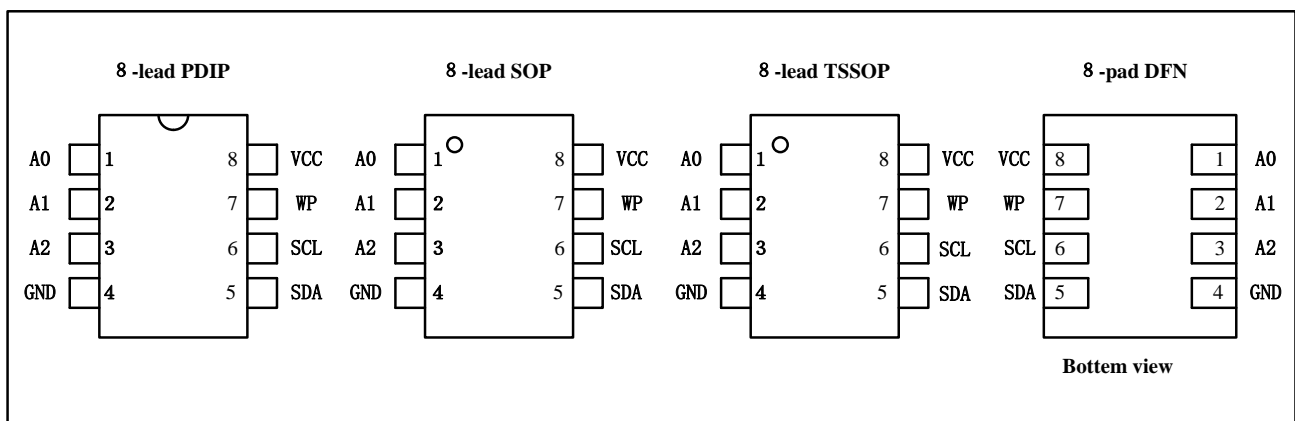 8-lead PDIP
8-lead SOP
8-lead TSSOP
8-pad DFN
A0 1 8 VCC
A1 2 7 WP
A2 3 6 SCL
GND 4 5 SDA
A0 1 8 VCC
A1 2 7 WP
A2 3 6 SCL
GND 4 5 SDA
A0 1 8 VCC
A1 2 7 WP
A2 3 6 SCL
GND 4 5 SDA
VCC 8 1 A0
WP 7 2 A1
SCL 6 3 A2
SDA 5 4 GND
Bottem view